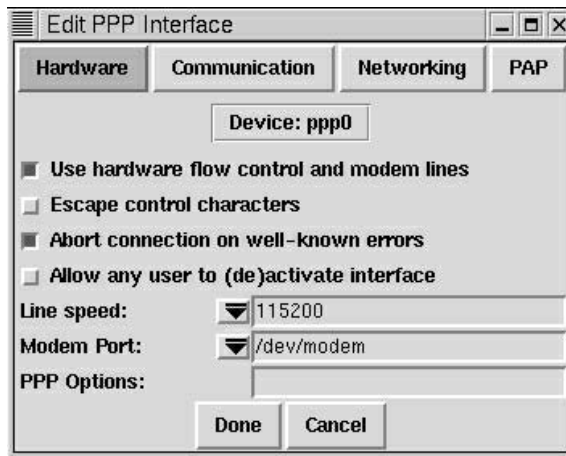 Edit PPP Interface
Hardware Communication Networking PAP
Device: ppp0
Use hardware flow control and modem lines
Escape control characters
Abort connection on well-known errors
Allow any user to (de)activate interface
Line speed: 115200
Modem Port: /dev/modem
PPP Options:
Done Cancel